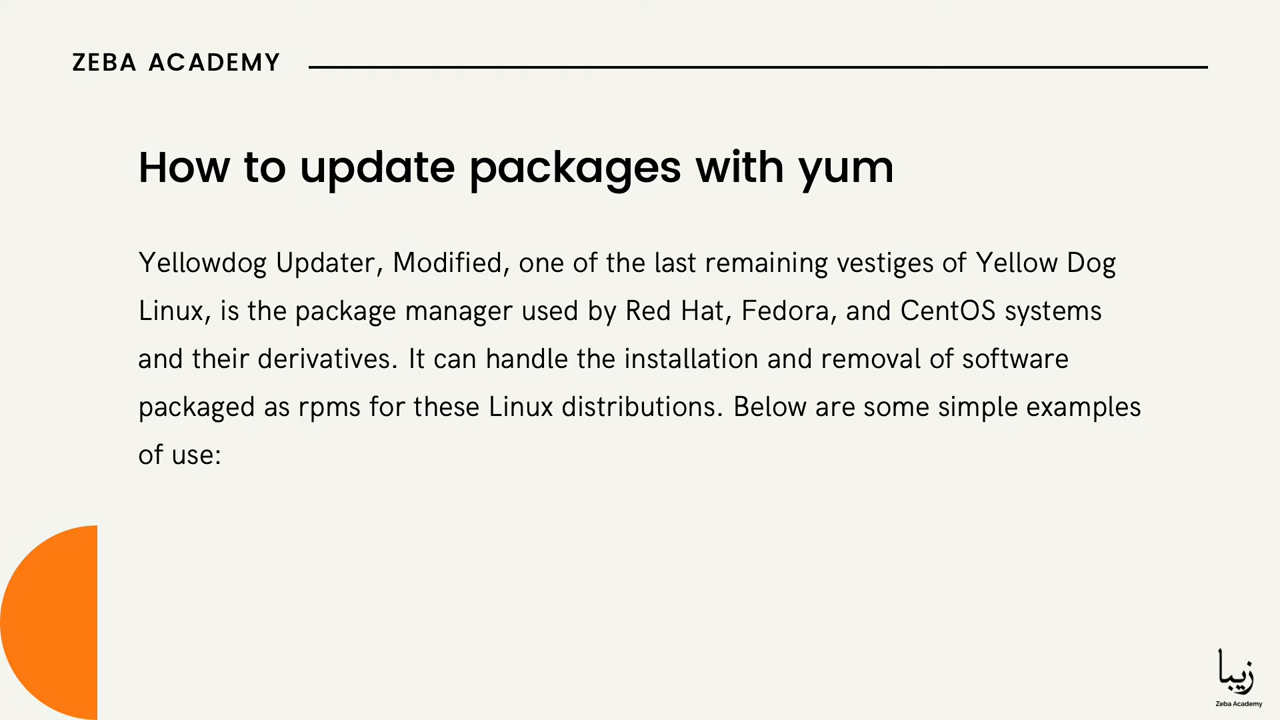 ZEBA ACADEMY
How to update packages with yum
Yellowdog Updater, Modified, one of the last remaining vestiges of Yellow Dog
Linux, is the package manager used by Red Hat, Fedora, and CentOS systems
and their derivatives. It can handle the installation and removal of software
packaged as rpms for these Linux distributions. Below are some simple examples
of use:
زيبا
Zeba Academy